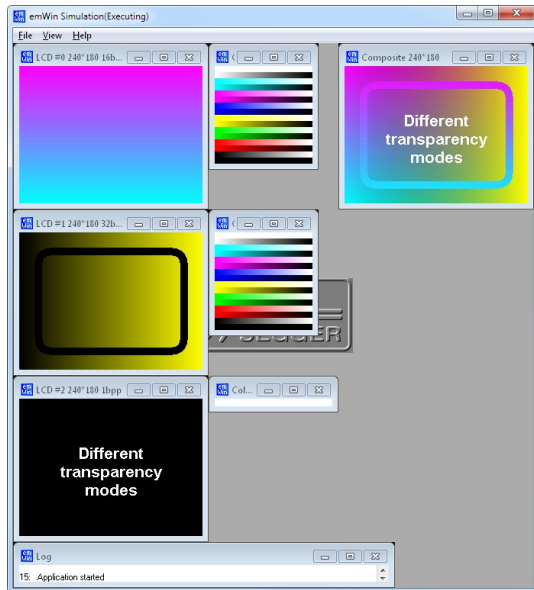 emWin Simulation(Executing)
File View Help
LCD #0 240*180 16b...
C
Composite 240*180
Different
transparency
modes
LCD #1 240*180 32b...
C
SEGGER
LCD #2 240*180 1bpp
Col...
Different
transparency
modes
Log
15: Application started